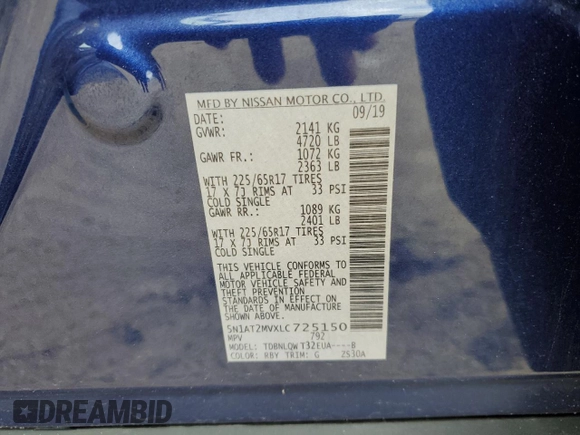 MFD BY NISSAN MOTOR CO., LTD.
DATE: 09/19
GVWR: 2141 KG
4720 LB
GAWR FR.: 1072 KG
2363 LB
WITH 225/65R17 TIRES
17 X 7J RIMS AT 33 PSI
COLD SINGLE
GAWR RR.: 1089 KG
2401 LB
WITH 225/65R17 TIRES
17 X 7J RIMS AT 33 PSI
COLD SINGLE
THIS VEHICLE CONFORMS TO
ALL APPLICABLE FEDERAL
MOTOR VEHICLE SAFETY AND
THEFT PREVENTION
STANDARDS IN EFFECT ON
THE DATE OF MANUFACTURE
SHOWN ABOVE.
5N1AT2MVXLC725150
MPV 792
MODEL: TDBNLQWT32EUA----B
COLOR: RBY TRIM: G 2S30A
DREAMBID